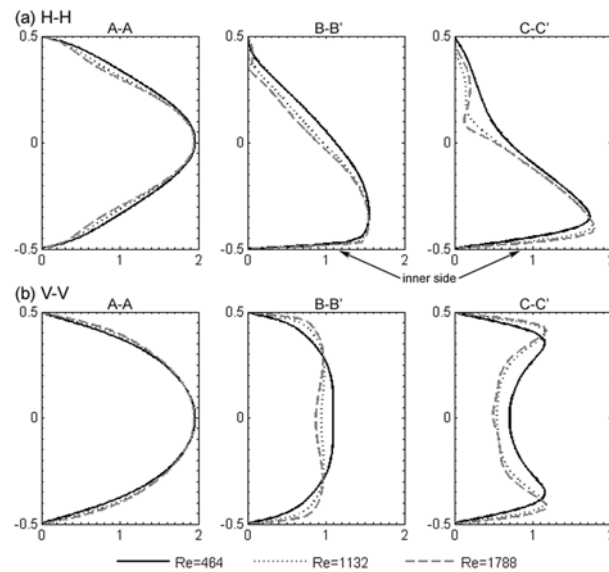 (a) H-H
A-A B-B' C-C'
0.5 0.5 0.5
0 0 0
-0.5 -0.5 -0.5
0 1 2 0 1 2 0 1 2
inner side
(b) V-V
A-A B-B' C-C'
0.5 0.5 0.5
0 0 0
-0.5 -0.5 -0.5
0 1 2 0 1 2 0 1 2
Re=464 Re=1132 Re=1788